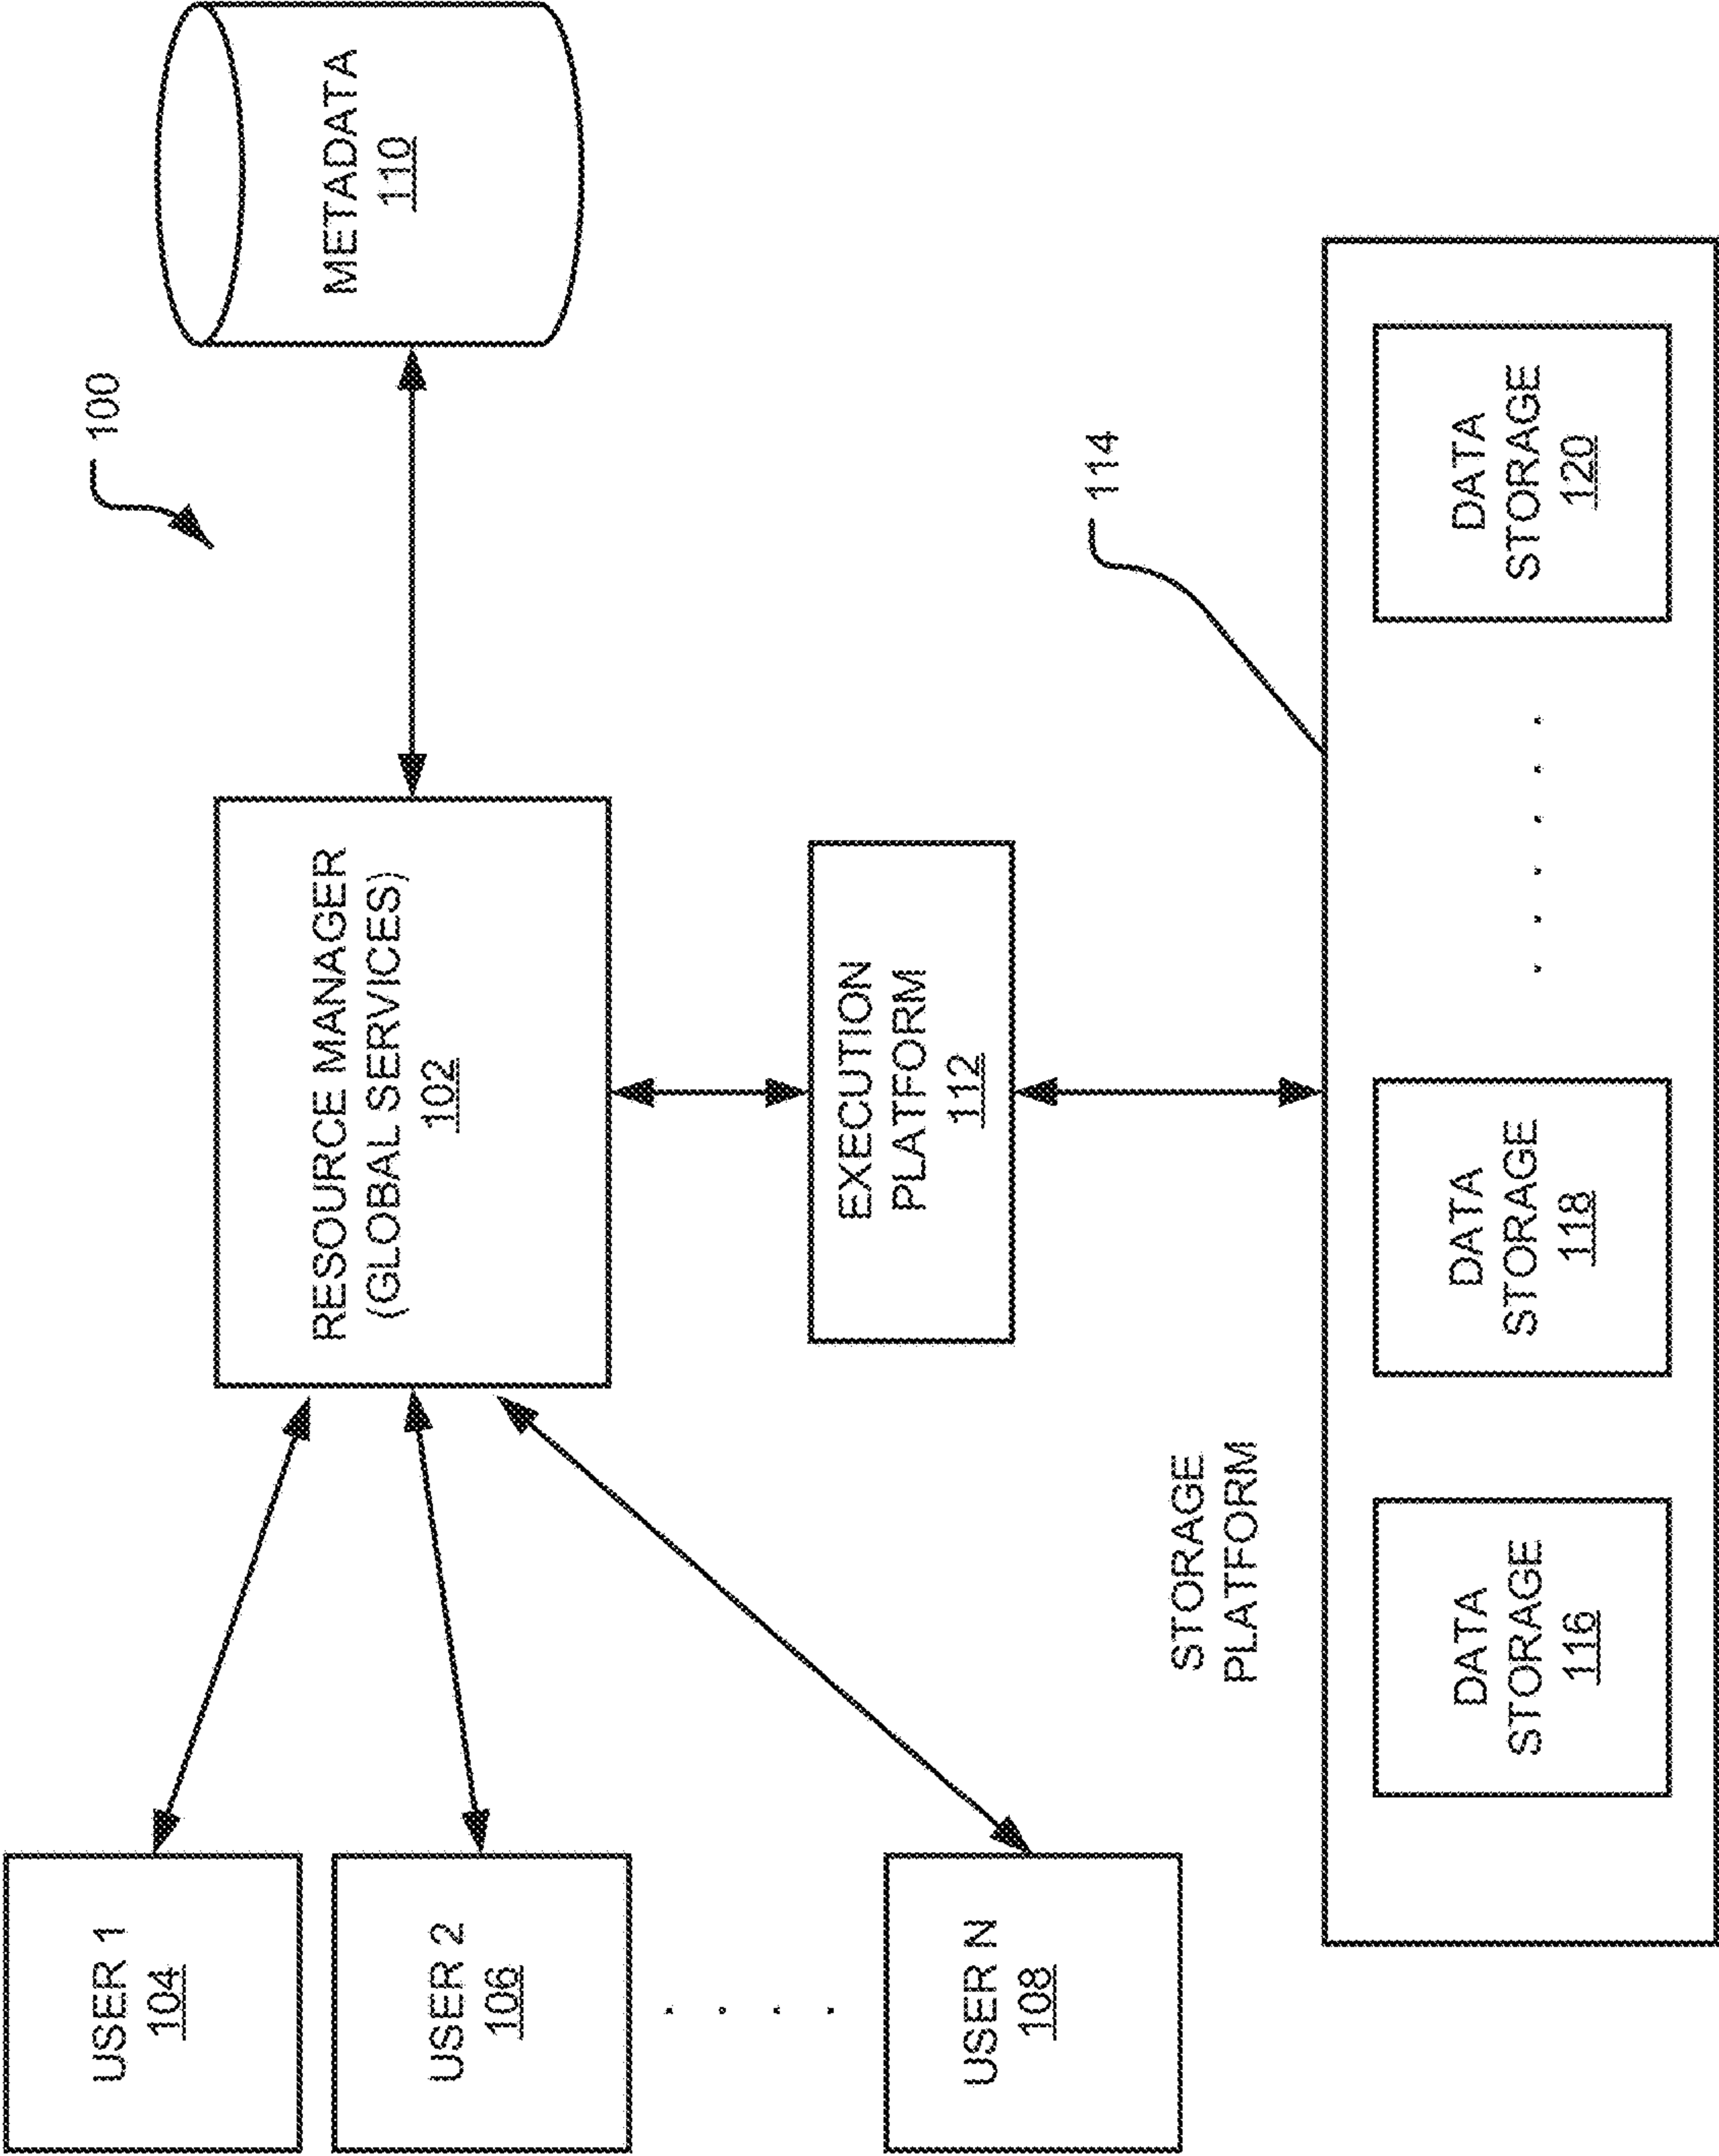 100
USER 1
104
USER 2
106
. . . .
USER N
108
RESOURCE MANAGER
(GLOBAL SERVICES)
102
METADATA
110
EXECUTION
PLATFORM
112
STORAGE
PLATFORM
114
DATA
STORAGE
116
DATA
STORAGE
118
. . . . . .
DATA
STORAGE
120